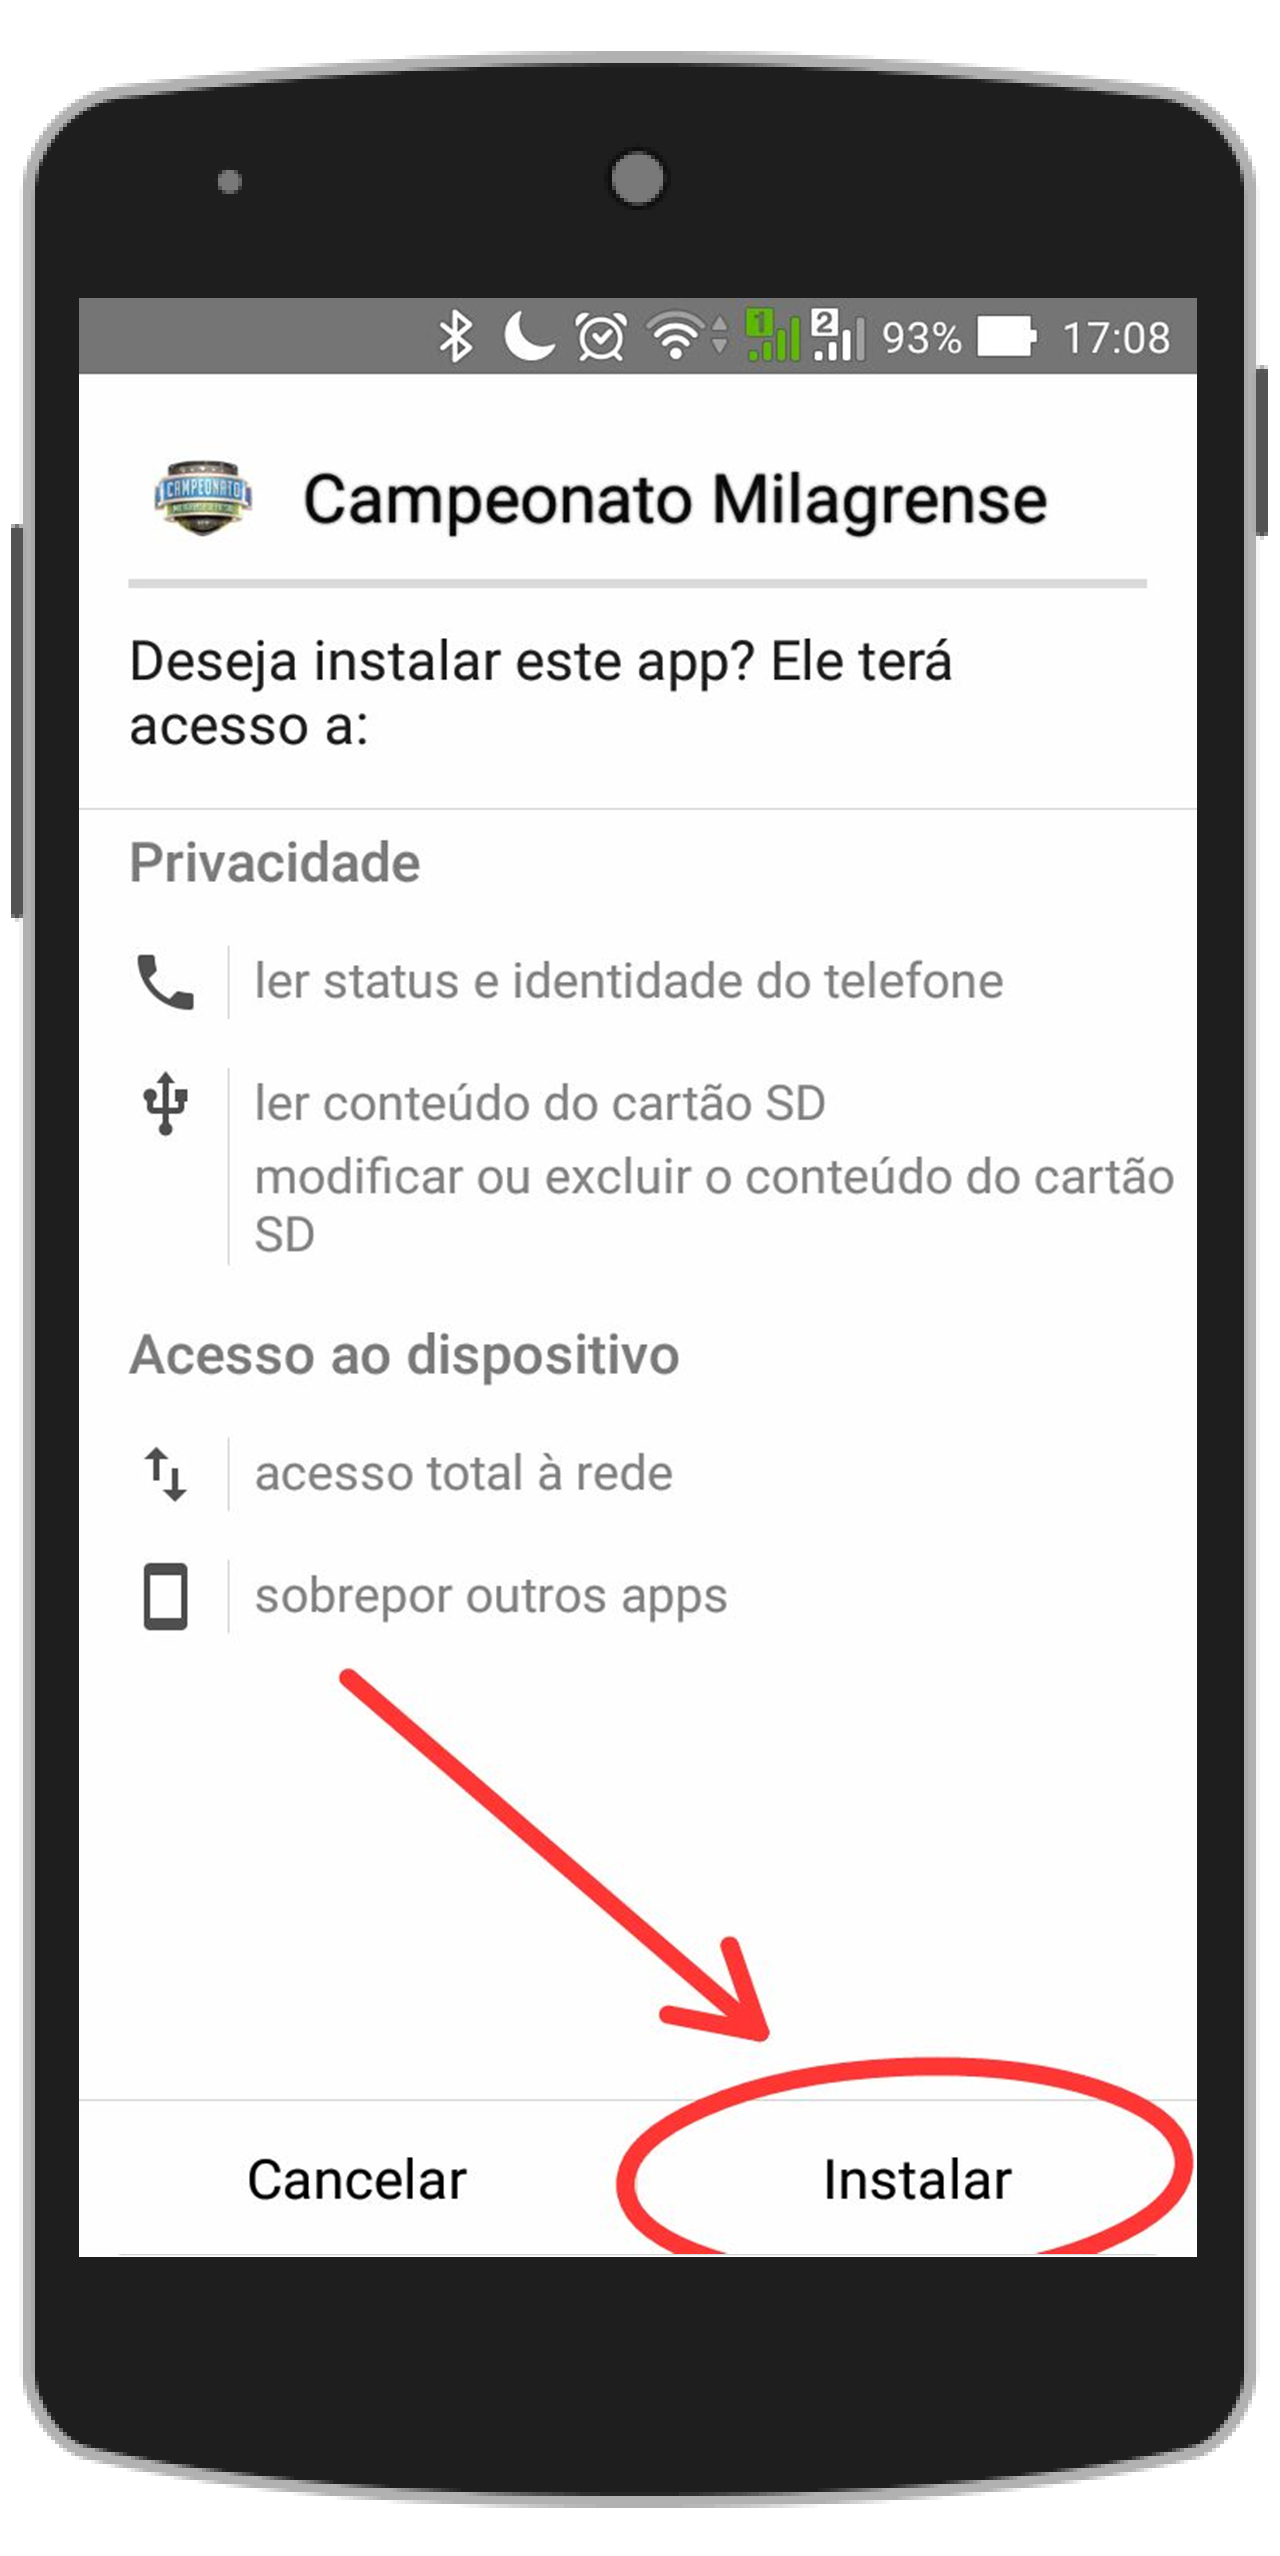 1 2 93% 17:08
CAMPEONATO
Campeonato Milagrense
Deseja instalar este app? Ele terá
acesso a:
Privacidade
ler status e identidade do telefone
ler conteúdo do cartão SD
modificar ou excluir o conteúdo do cartão
SD
Acesso ao dispositivo
acesso total à rede
sobrepor outros apps
Cancelar Instalar